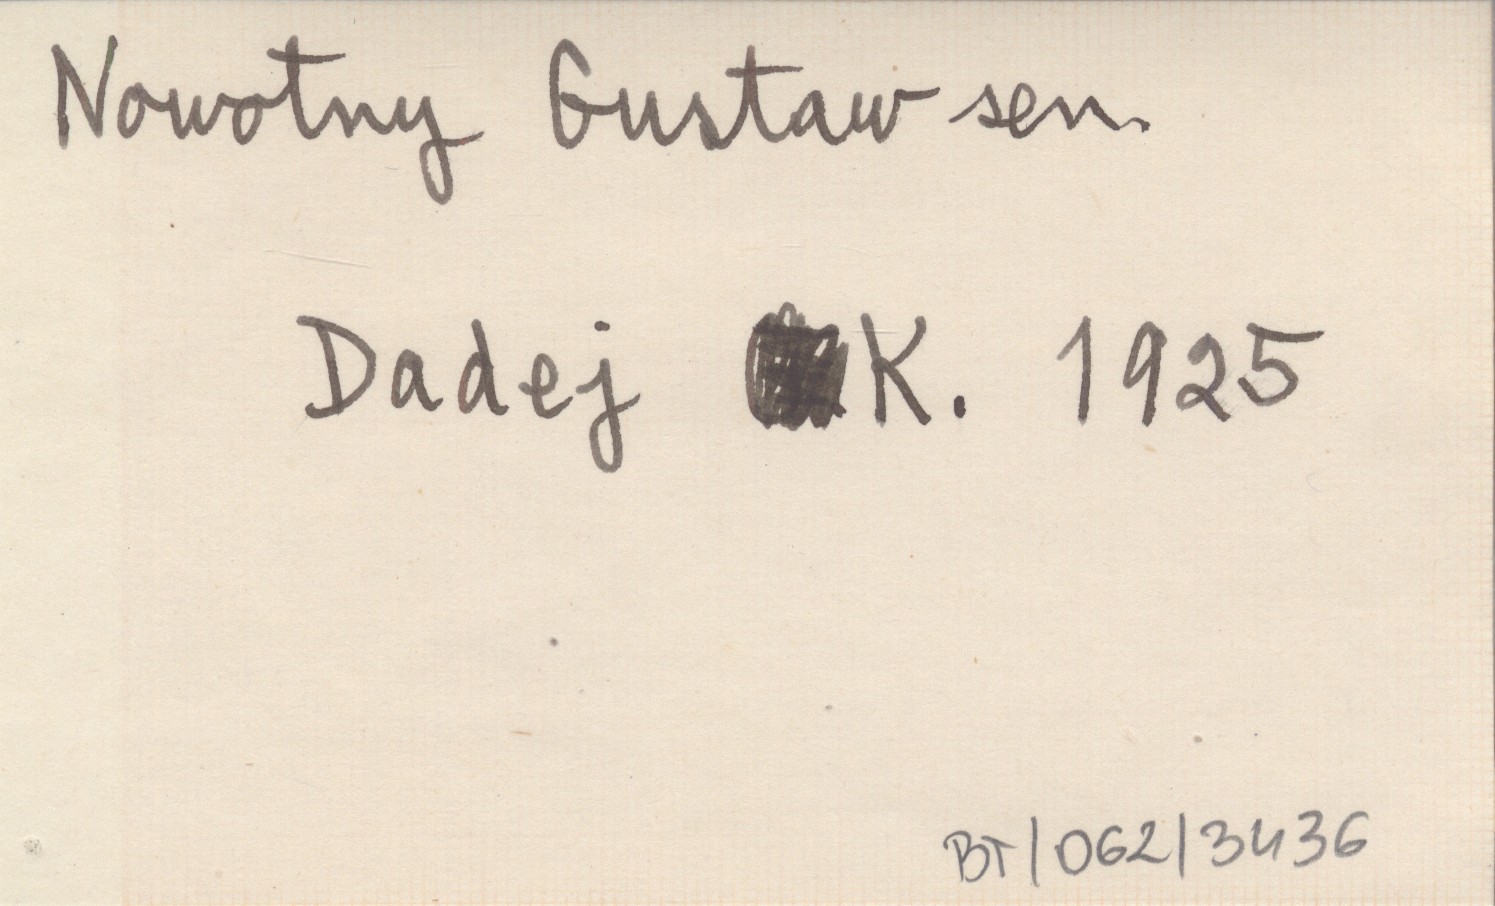 Nowotny Gustaw sen.
Dadej K. 1925
BT/062/3436